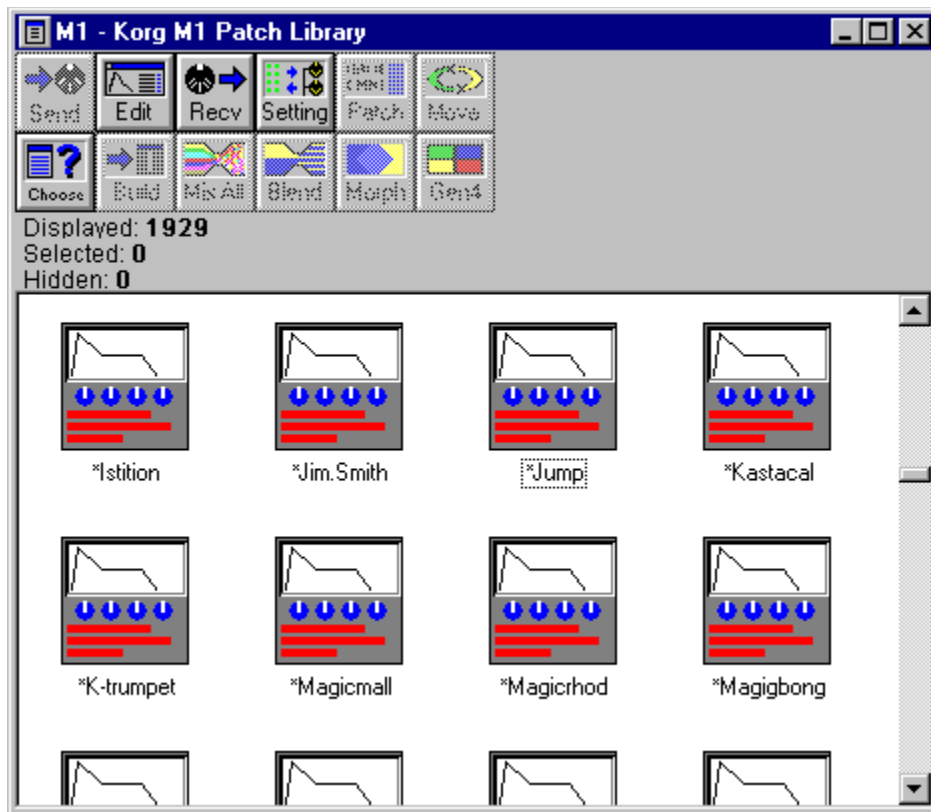 M1 - Korg M1 Patch Library
Send Edit Recv Setting Patch Move
Choose Build Mix All Blend Morph Gen4
Displayed: 1929
Selected: 0
Hidden: 0
*Istition *Jim.Smith *Jump *Kastacal
*K-trumpet *Magicmall *Magicrhod *Magigbong